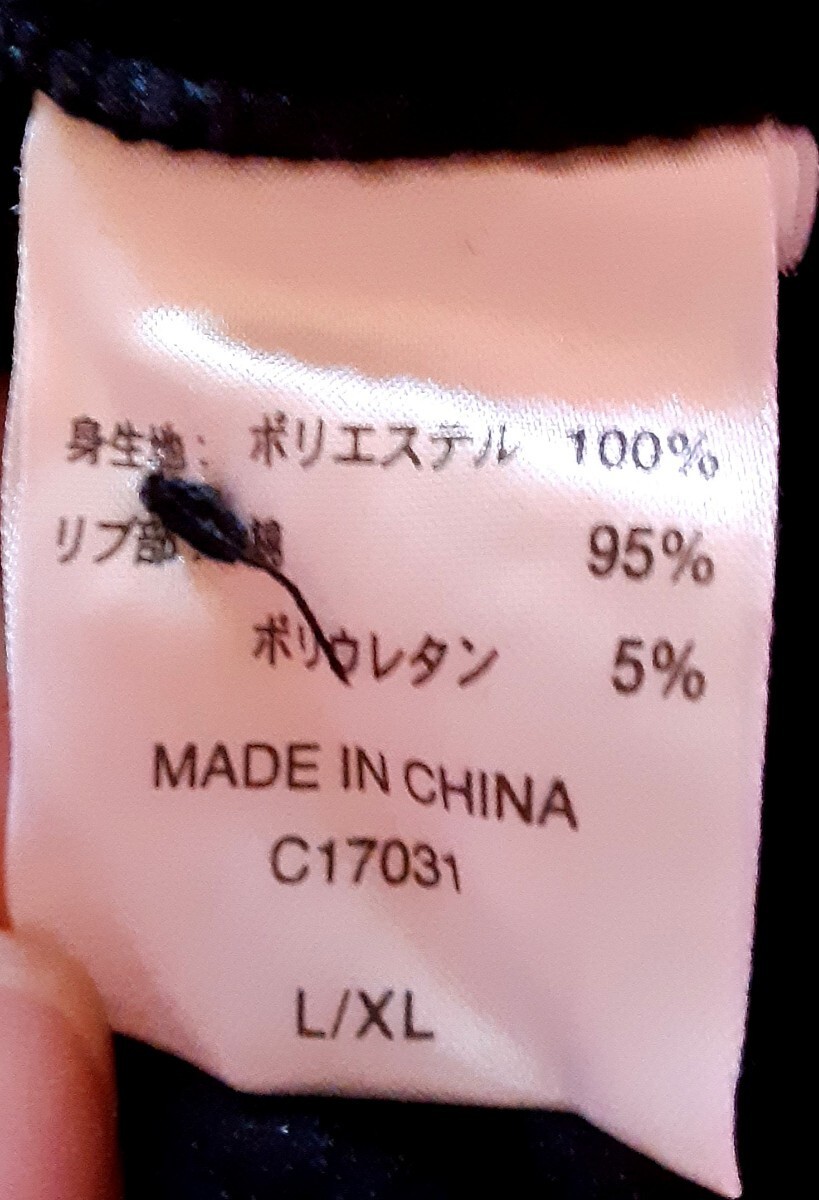 身生地: ポリエステル 100%
リブ部 綿 95%
ポリウレタン 5%
MADE IN CHINA
C17031
L/XL